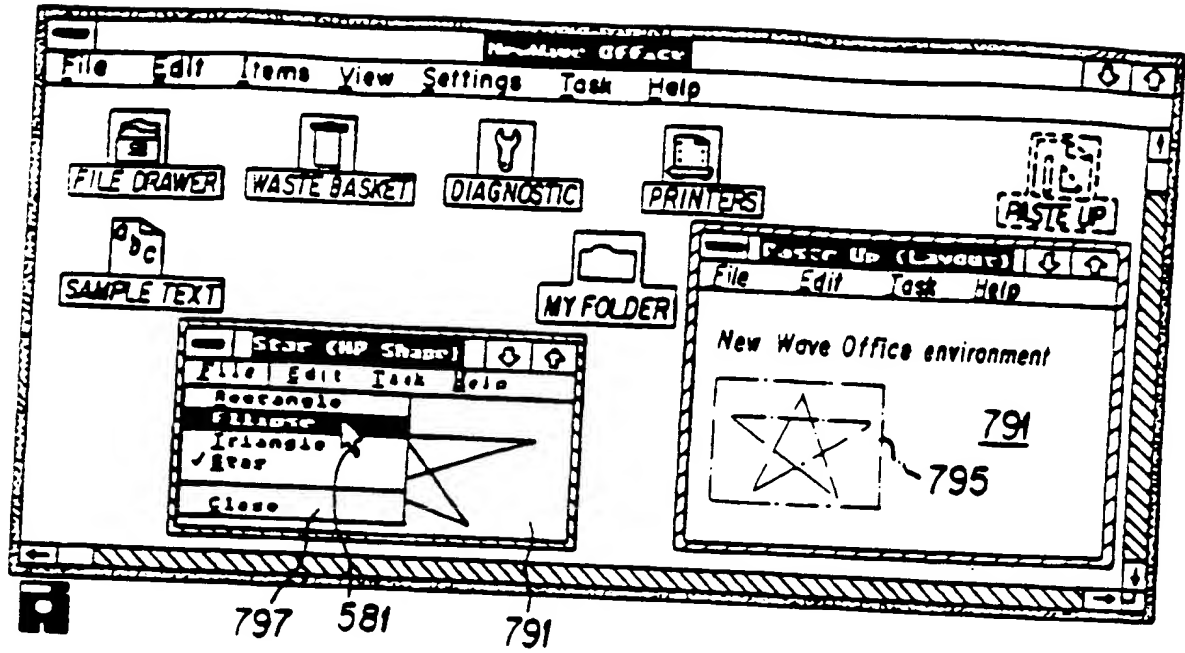 NewWave Office
File Edit Items View Settings Task Help
FILE DRAWER WASTE BASKET DIAGNOSTIC PRINTERS PASTE UP
SAMPLE TEXT MY FOLDER
Paste Up (Layout)
File Edit Task Help
New Wave Office environment
791
795
Star (HP Shape)
File Edit Task Help
Rectangle
Ellipse
Triangle
✓ Star
Close
797 581 791